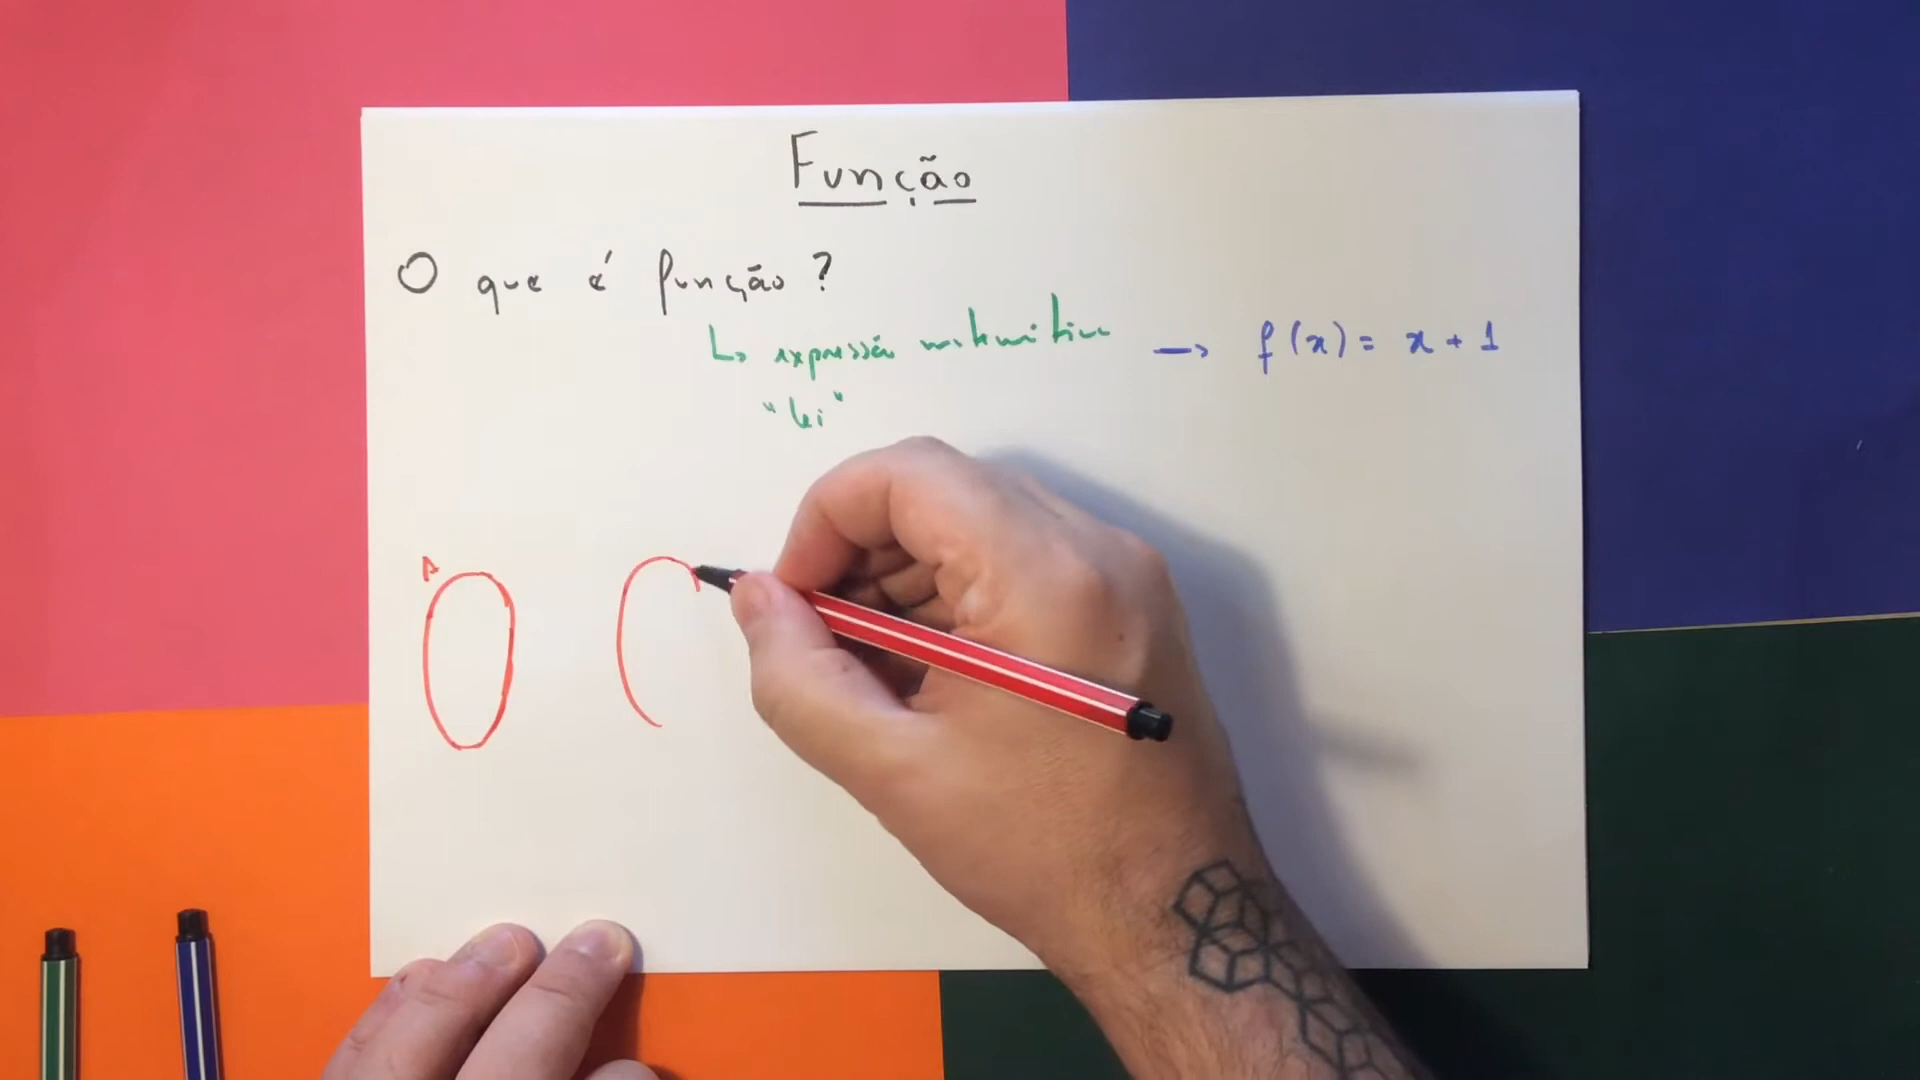 Função
O que é função?
↳ expressão matemática → f(x) = x + 1
"lei"
A